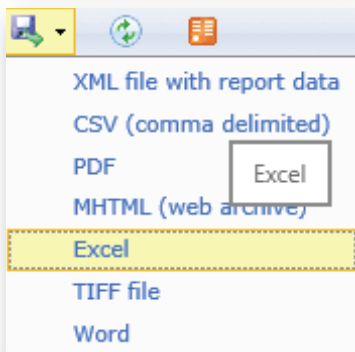 XML file with report data
CSV (comma delimited)
PDF
Excel
MHTML (web archive)
Excel
TIFF file
Word